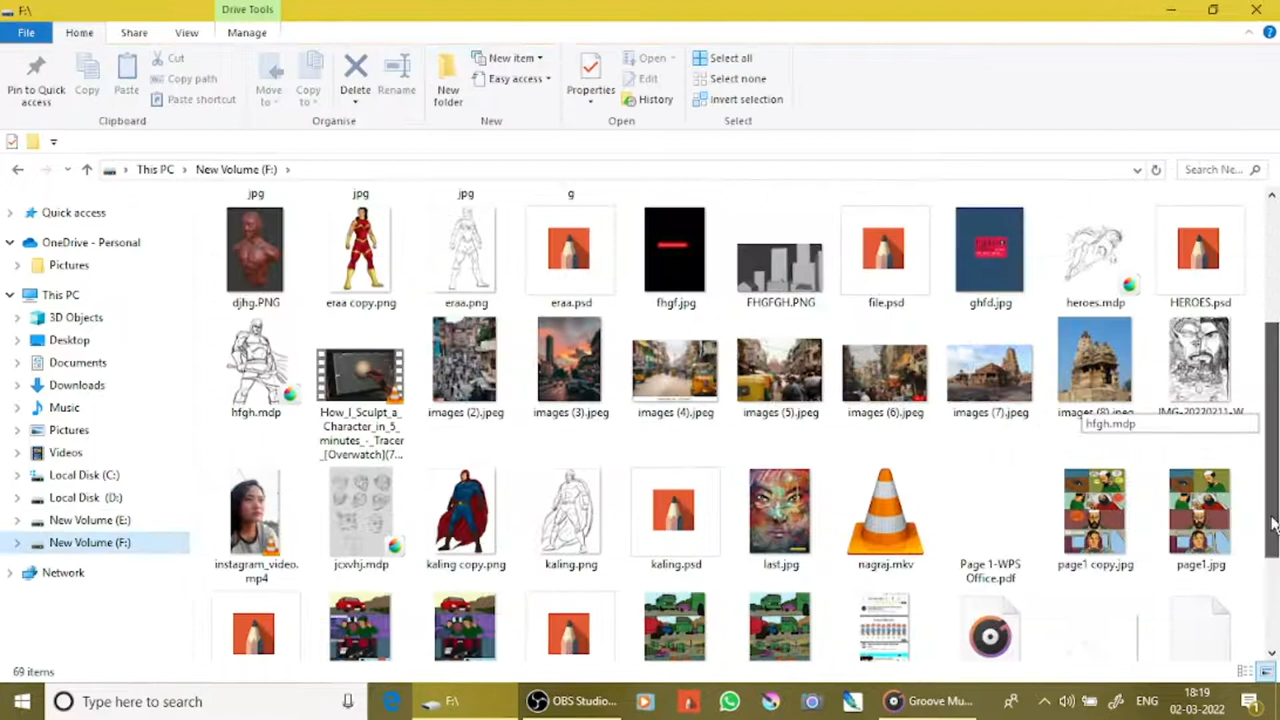 F:\
Drive Tools
File
Home
Share
View
Manage
Pin to Quick access
Copy
Paste
Cut
Copy path
Paste shortcut
Move to
Copy to
Delete
Rename
New folder
New item
Easy access
Properties
Open
Edit
History
Select all
Select none
Invert selection
Clipboard
Organise
New
Open
Select
This PC > New Volume (F:) >
Search Ne...
jpg
jpg
jpg
g
Quick access
OneDrive - Personal
Pictures
This PC
3D Objects
Desktop
Documents
Downloads
Music
Pictures
Videos
Local Disk (C:)
Local Disk (D:)
New Volume (E:)
New Volume (F:)
Network
djhg.PNG
eraa copy.png
eraa.png
eraa.psd
fhgf.jpg
FHGFGH.PNG
file.psd
ghfd.jpg
heroes.mdp
HEROES.psd
hfgh.mdp
How_I_Sculpt_a_
Character_in_5_
minutes_-_Tracer
_[Overwatch](7...
images (2).jpeg
images (3).jpeg
images (4).jpeg
images (5).jpeg
images (6).jpeg
images (7).jpeg
images (8).jpeg
IMG-20220211-W
hfgh.mdp
instagram_video.
mp4
jcxvhj.mdp
kaling copy.png
kaling.png
kaling.psd
last.jpg
nagraj.mkv
Page 1-WPS
Office.pdf
page1 copy.jpg
page1.jpg
69 items
Type here to search
F:\
OBS Studio...
Groove Mu...
ENG
18:19
02-03-2022
1